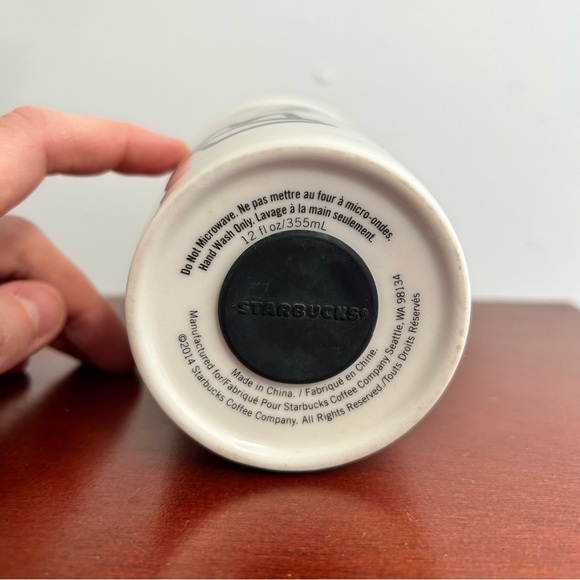 Do Not Microwave. Ne pas mettre au four à micro-ondes.
Hand Wash Only. Lavage à la main seulement.
12 fl oz/355mL
STARBUCKS®
Made in China. / Fabriqué en Chine.
Manufactured for/Fabriqué Pour Starbucks Coffee Company Seattle, WA 98134
©2014 Starbucks Coffee Company. All Rights Reserved./Touts Droits Réservés